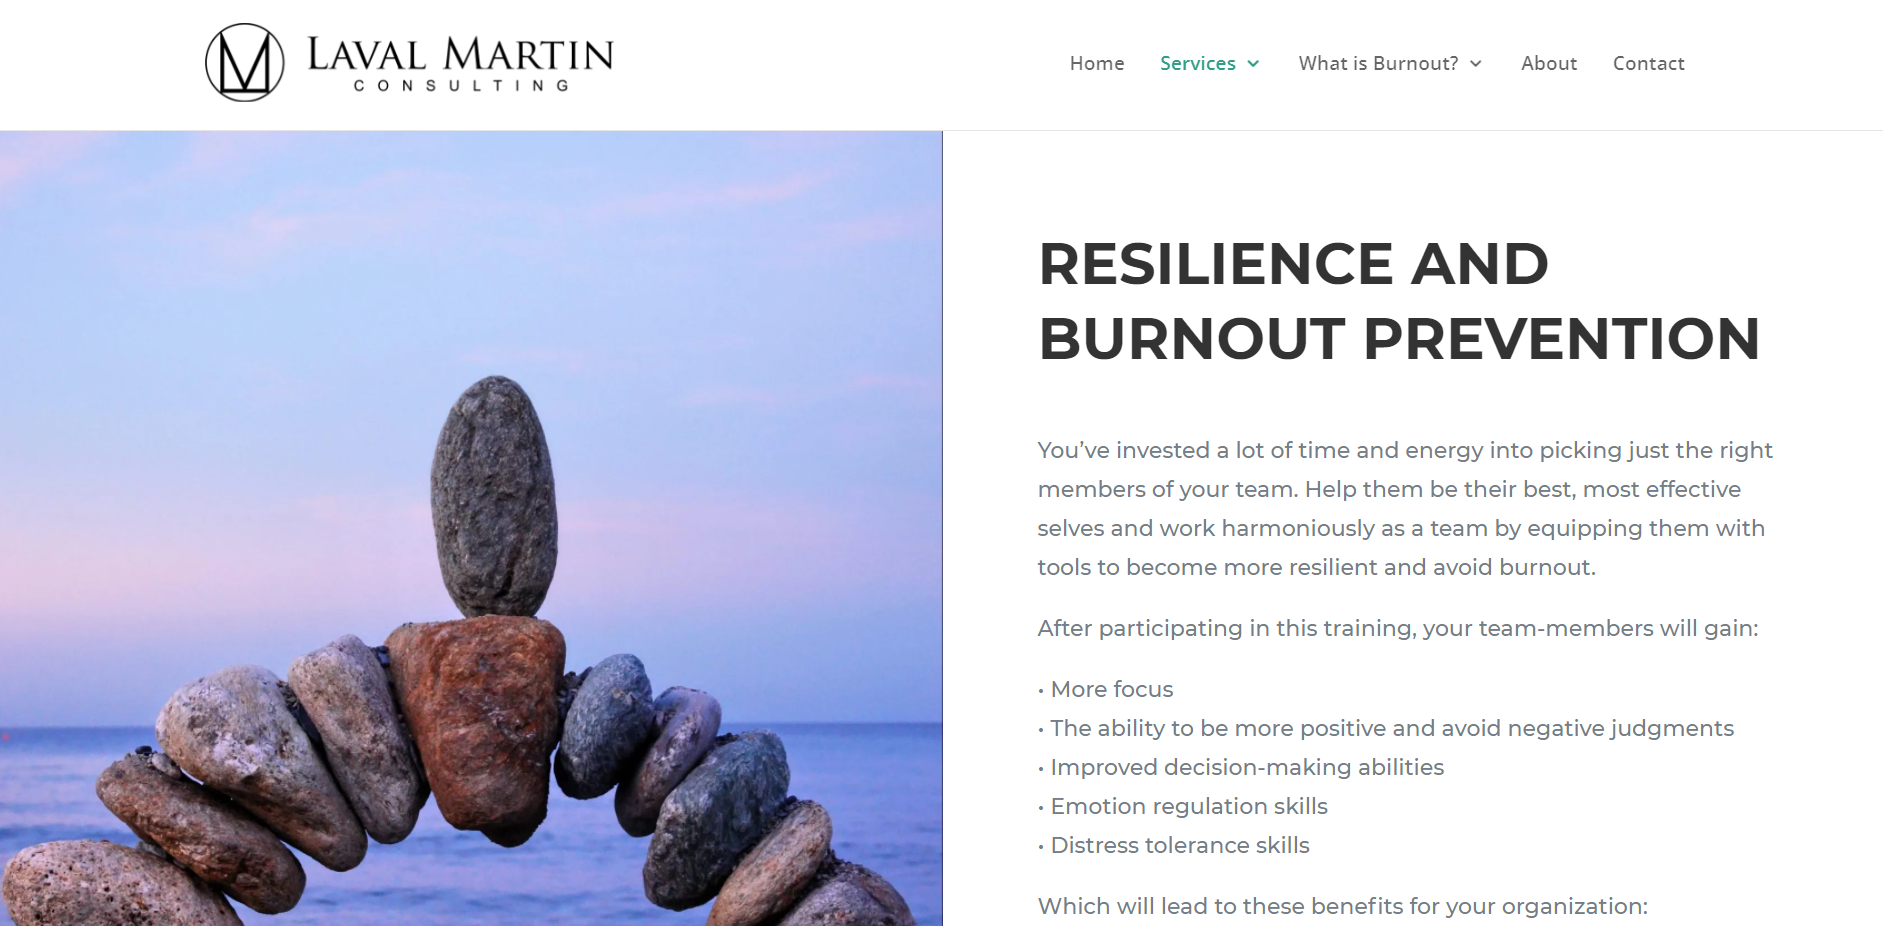 LAVAL MARTIN
CONSULTING
Home
Services
What is Burnout?
About
Contact
RESILIENCE AND
BURNOUT PREVENTION
You’ve invested a lot of time and energy into picking just the right
members of your team. Help them be their best, most effective
selves and work harmoniously as a team by equipping them with
tools to become more resilient and avoid burnout.
After participating in this training, your team-members will gain:
• More focus
• The ability to be more positive and avoid negative judgments
• Improved decision-making abilities
• Emotion regulation skills
• Distress tolerance skills
Which will lead to these benefits for your organization: